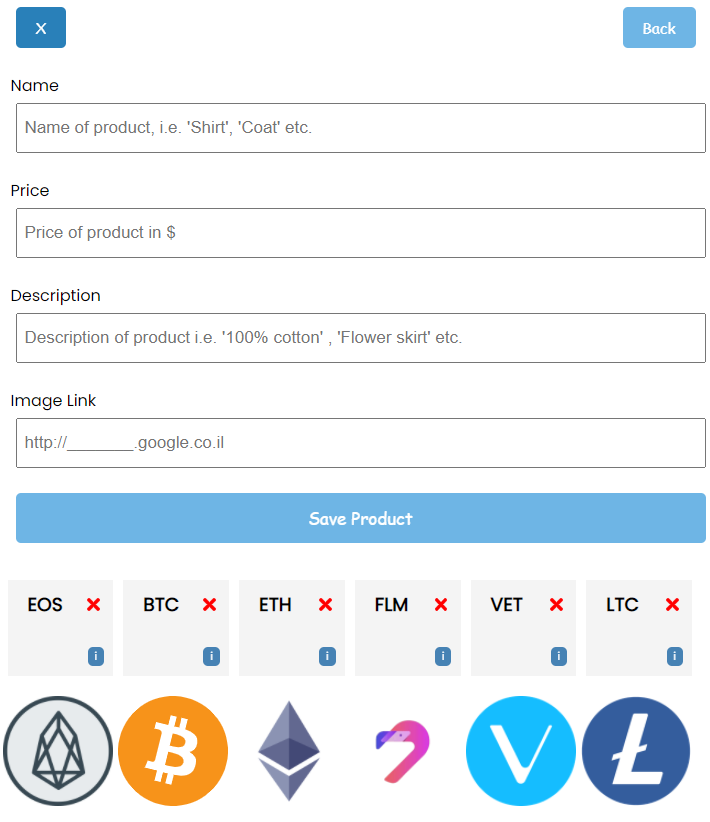 X Back
Name
Name of product, i.e. 'Shirt', 'Coat' etc.
Price
Price of product in $
Description
Description of product i.e. '100% cotton' , 'Flower skirt' etc.
Image Link
http://_______.google.co.il
Save Product
EOS BTC ETH FLM VET LTC
i i i i i i